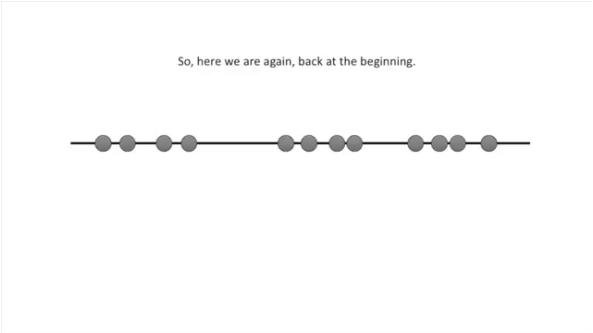 So, here we are again, back at the beginning.